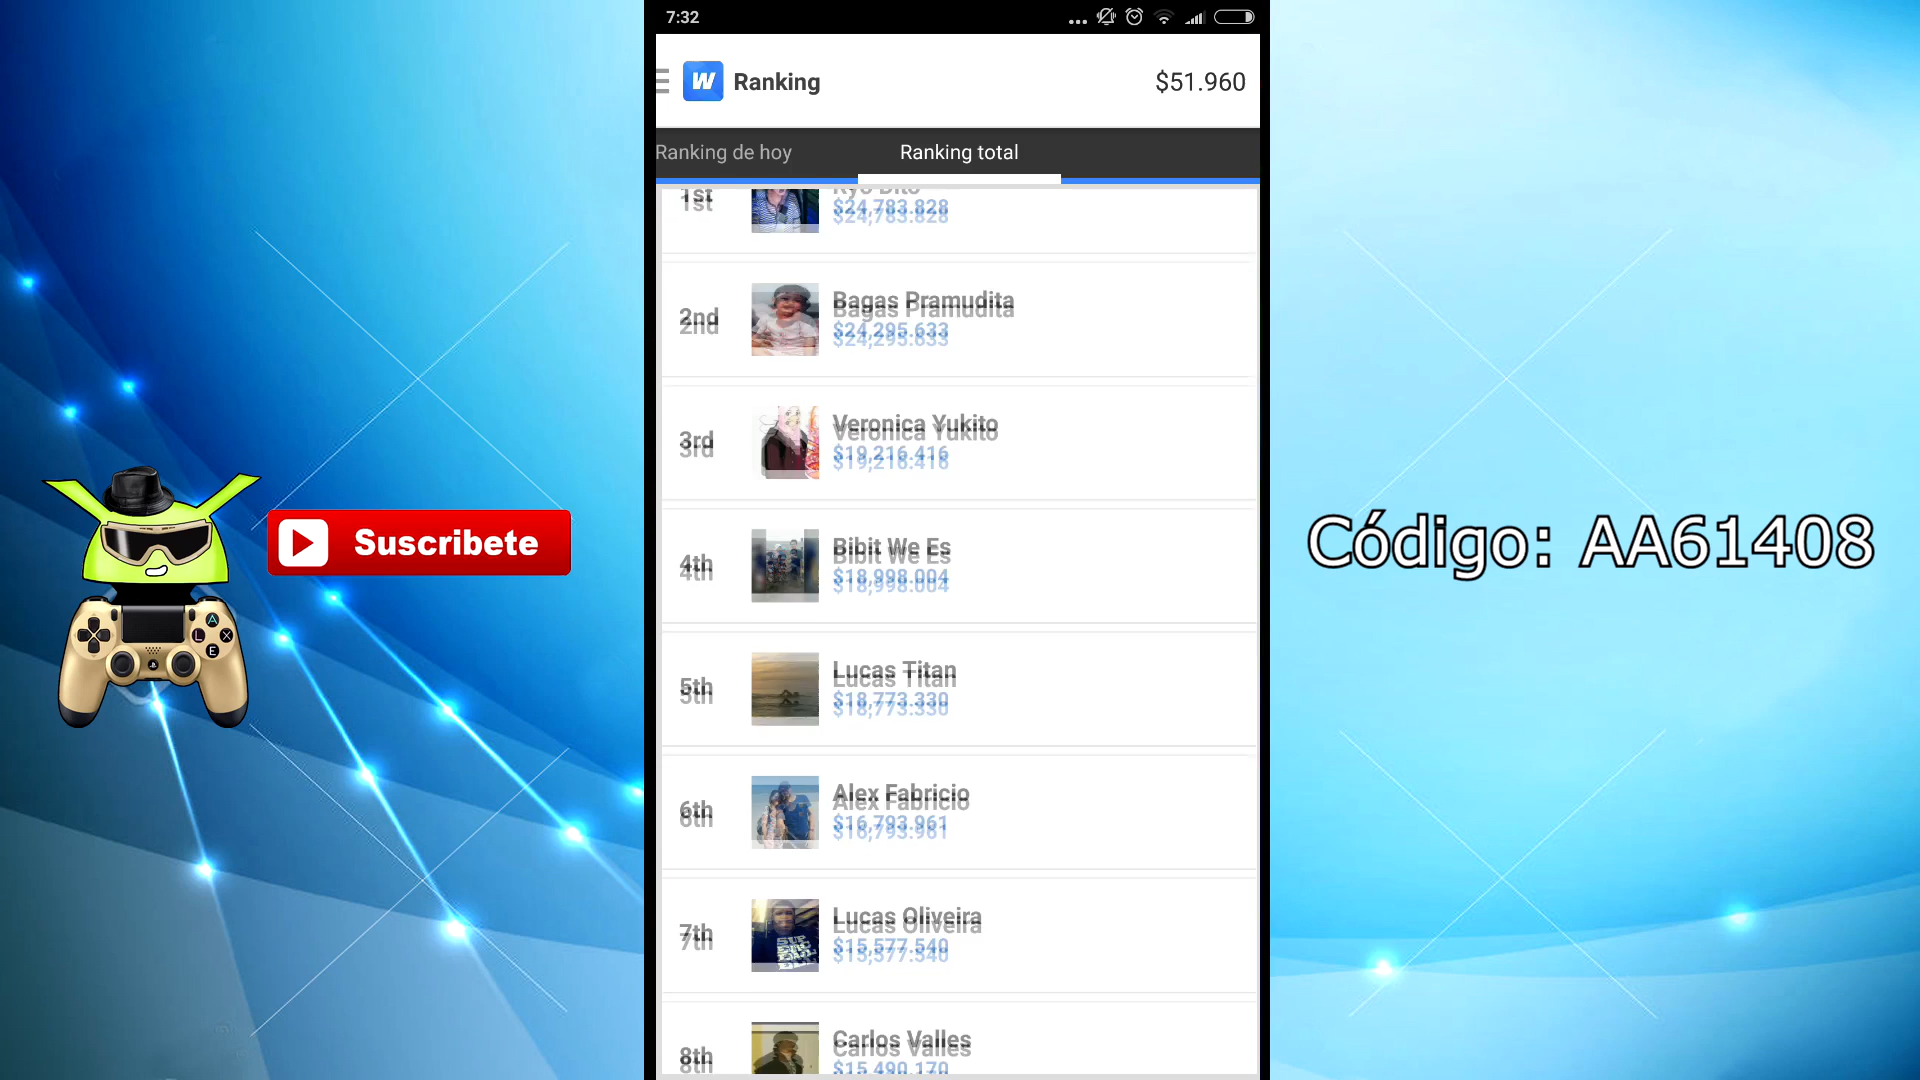 7:32
W Ranking
$51.960
Ranking de hoy
Ranking total
1st
$24,783.828
2nd
Bagas Pramudita
$24,295.633
3rd
Veronica Yukito
$19,216.416
4th
Bibit We Es
$18,998.004
5th
Lucas Titan
$18,773.330
6th
Alex Fabricio
$16,793.961
7th
Lucas Oliveira
$15,577.540
8th
Carlos Valles
$15,490.170
Suscribete
A
L X
E
Código: AA61408